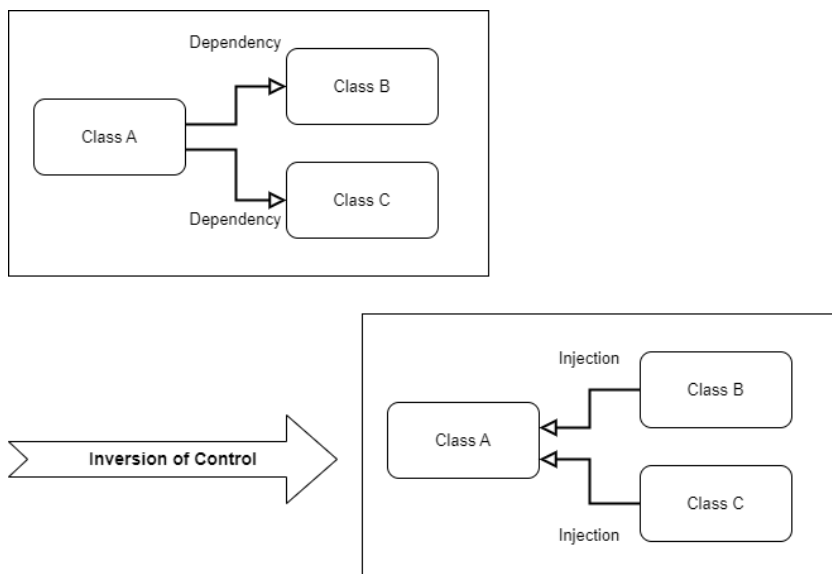 Dependency
Class B
Class A
Class C
Dependency
Injection
Class B
Class A
Inversion of Control
Class C
Injection